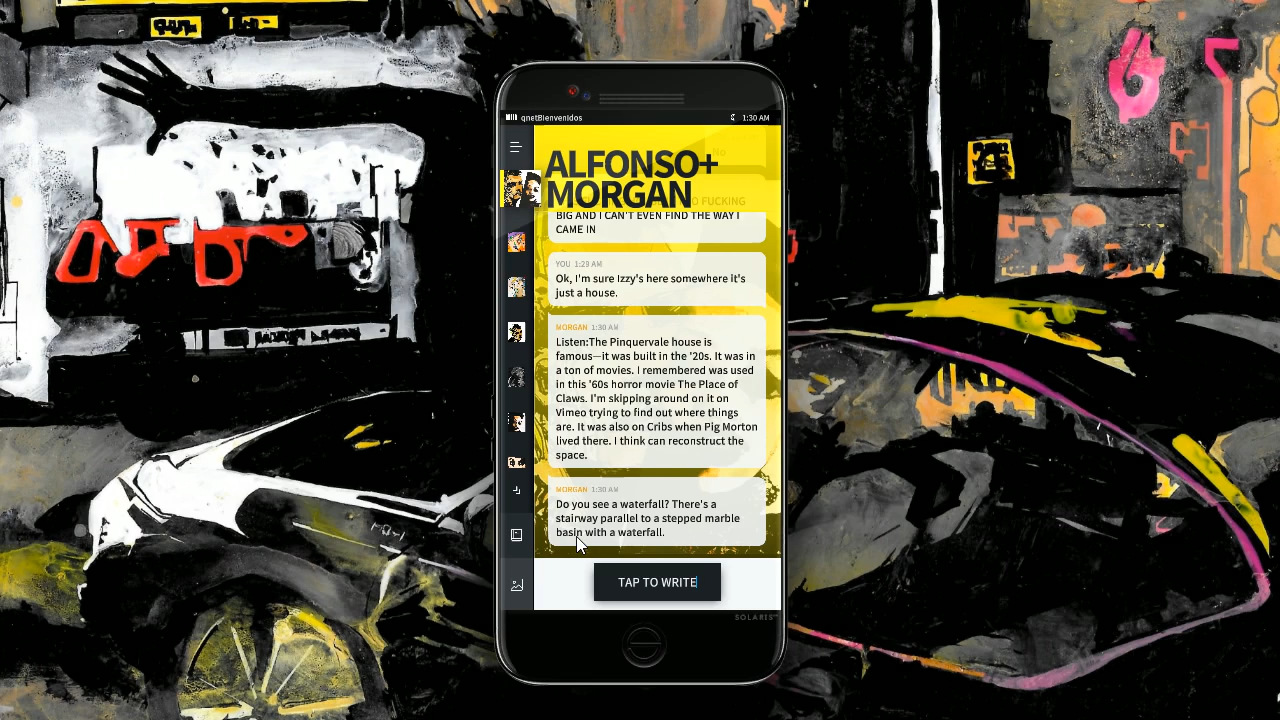 qnetBienvenidos
1:30 AM
No
ALFONSO+
MORGAN
O FUCKING
BIG AND I CAN'T EVEN FIND THE WAY I
CAME IN
YOU 1:29 AM
Ok, I'm sure Izzy's here somewhere it's
just a house.
MORGAN 1:30 AM
Listen:The Pinquervale house is
famous—it was built in the '20s. It was in
a ton of movies. I remembered was used
in this '60s horror movie The Place of
Claws. I'm skipping around on it on
Vimeo trying to find out where things
are. It was also on Cribs when Pig Morton
lived there. I think can reconstruct the
space.
MORGAN 1:30 AM
Do you see a waterfall? There's a
stairway parallel to a stepped marble
basin with a waterfall.
TAP TO WRITE
SOLARIS
6